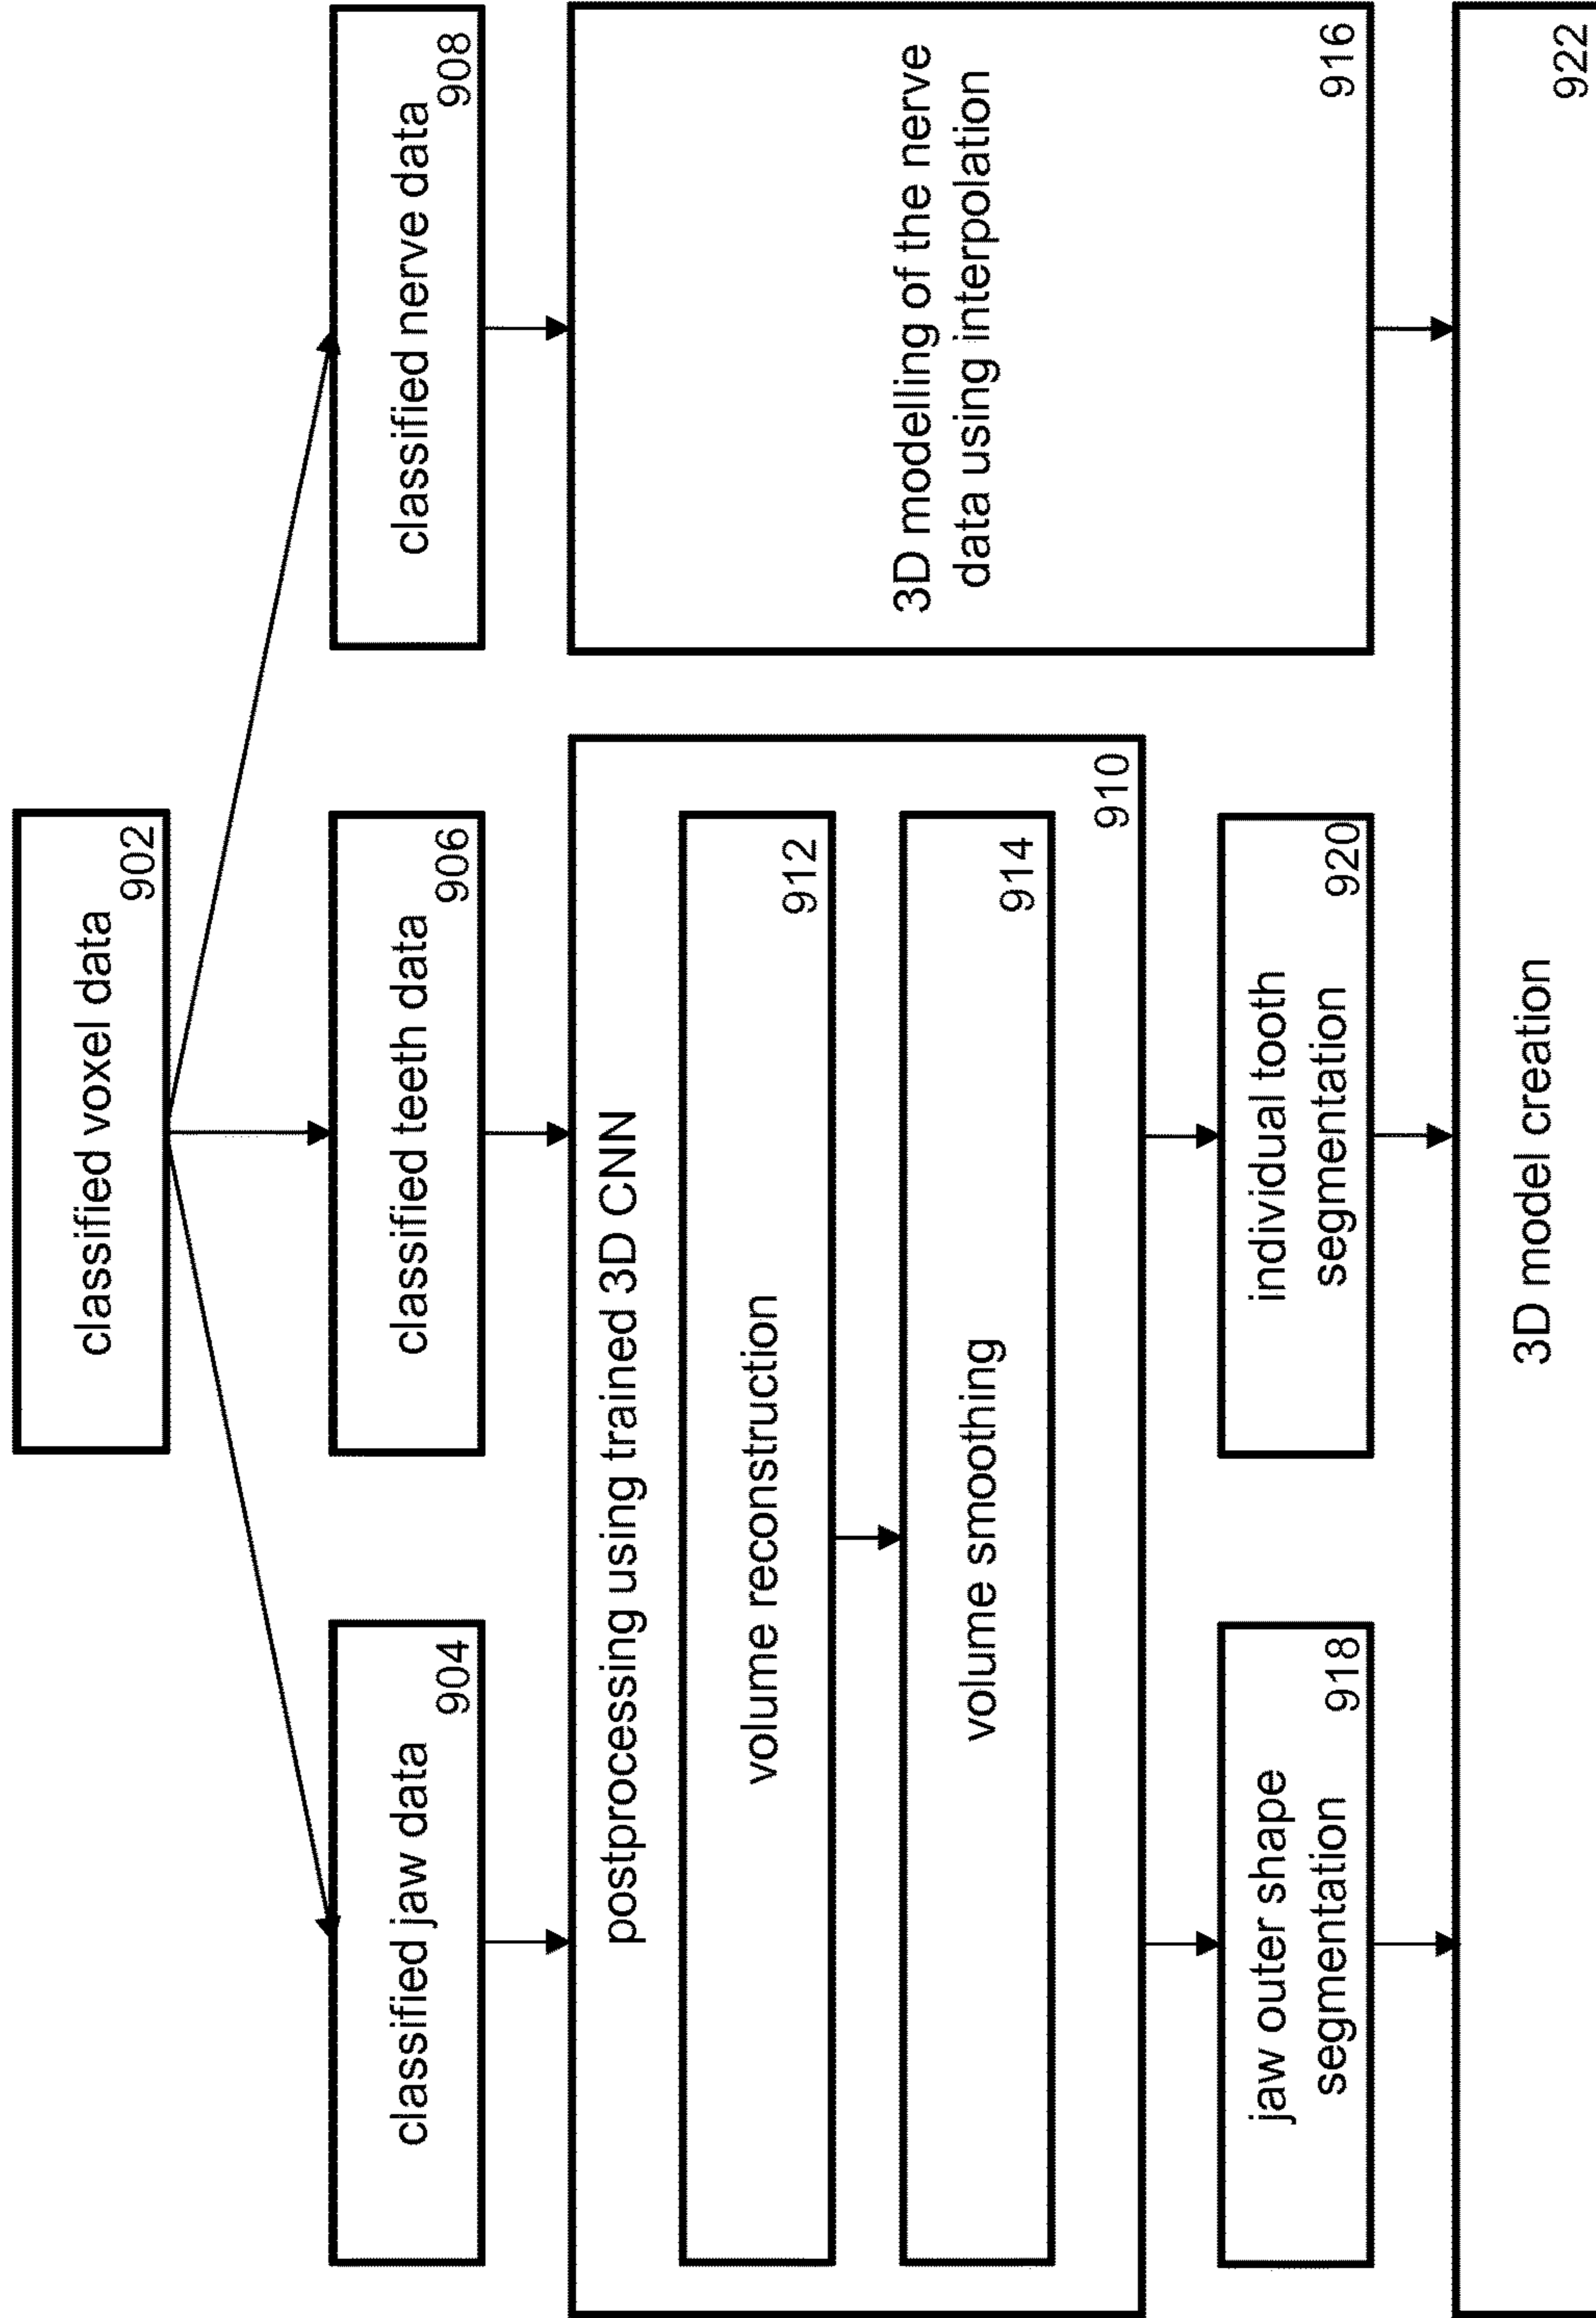 classified voxel data
902
classified jaw data
904
classified teeth data
906
classified nerve data
908
postprocessing using trained 3D CNN
volume reconstruction
912
volume smoothing
914
910
3D modelling of the nerve
data using interpolation
916
jaw outer shape
segmentation
918
individual tooth
segmentation
920
3D model creation
922